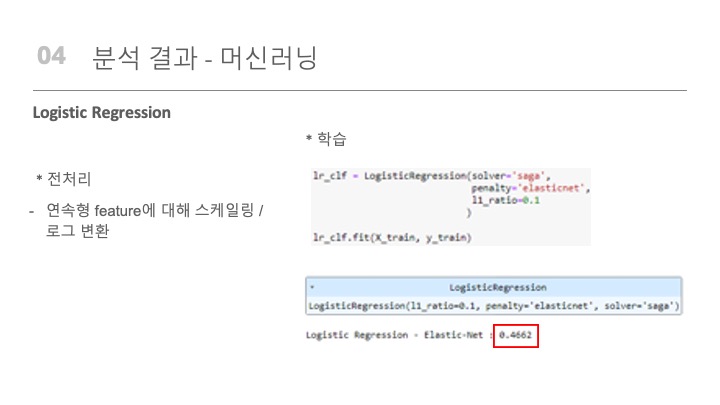 04 분석 결과 - 머신러닝
Logistic Regression
* 전처리
- 연속형 feature에 대해 스케일링 /
로그 변환
* 학습
lr_clf = LogisticRegression(solver='saga',
penalty='elasticnet',
l1_ratio=0.1
)
lr_clf.fit(X_train, y_train)
LogisticRegression
LogisticRegression(l1_ratio=0.1, penalty='elasticnet', solver='saga')
Logistic Regression - Elastic-Net : 0.4662